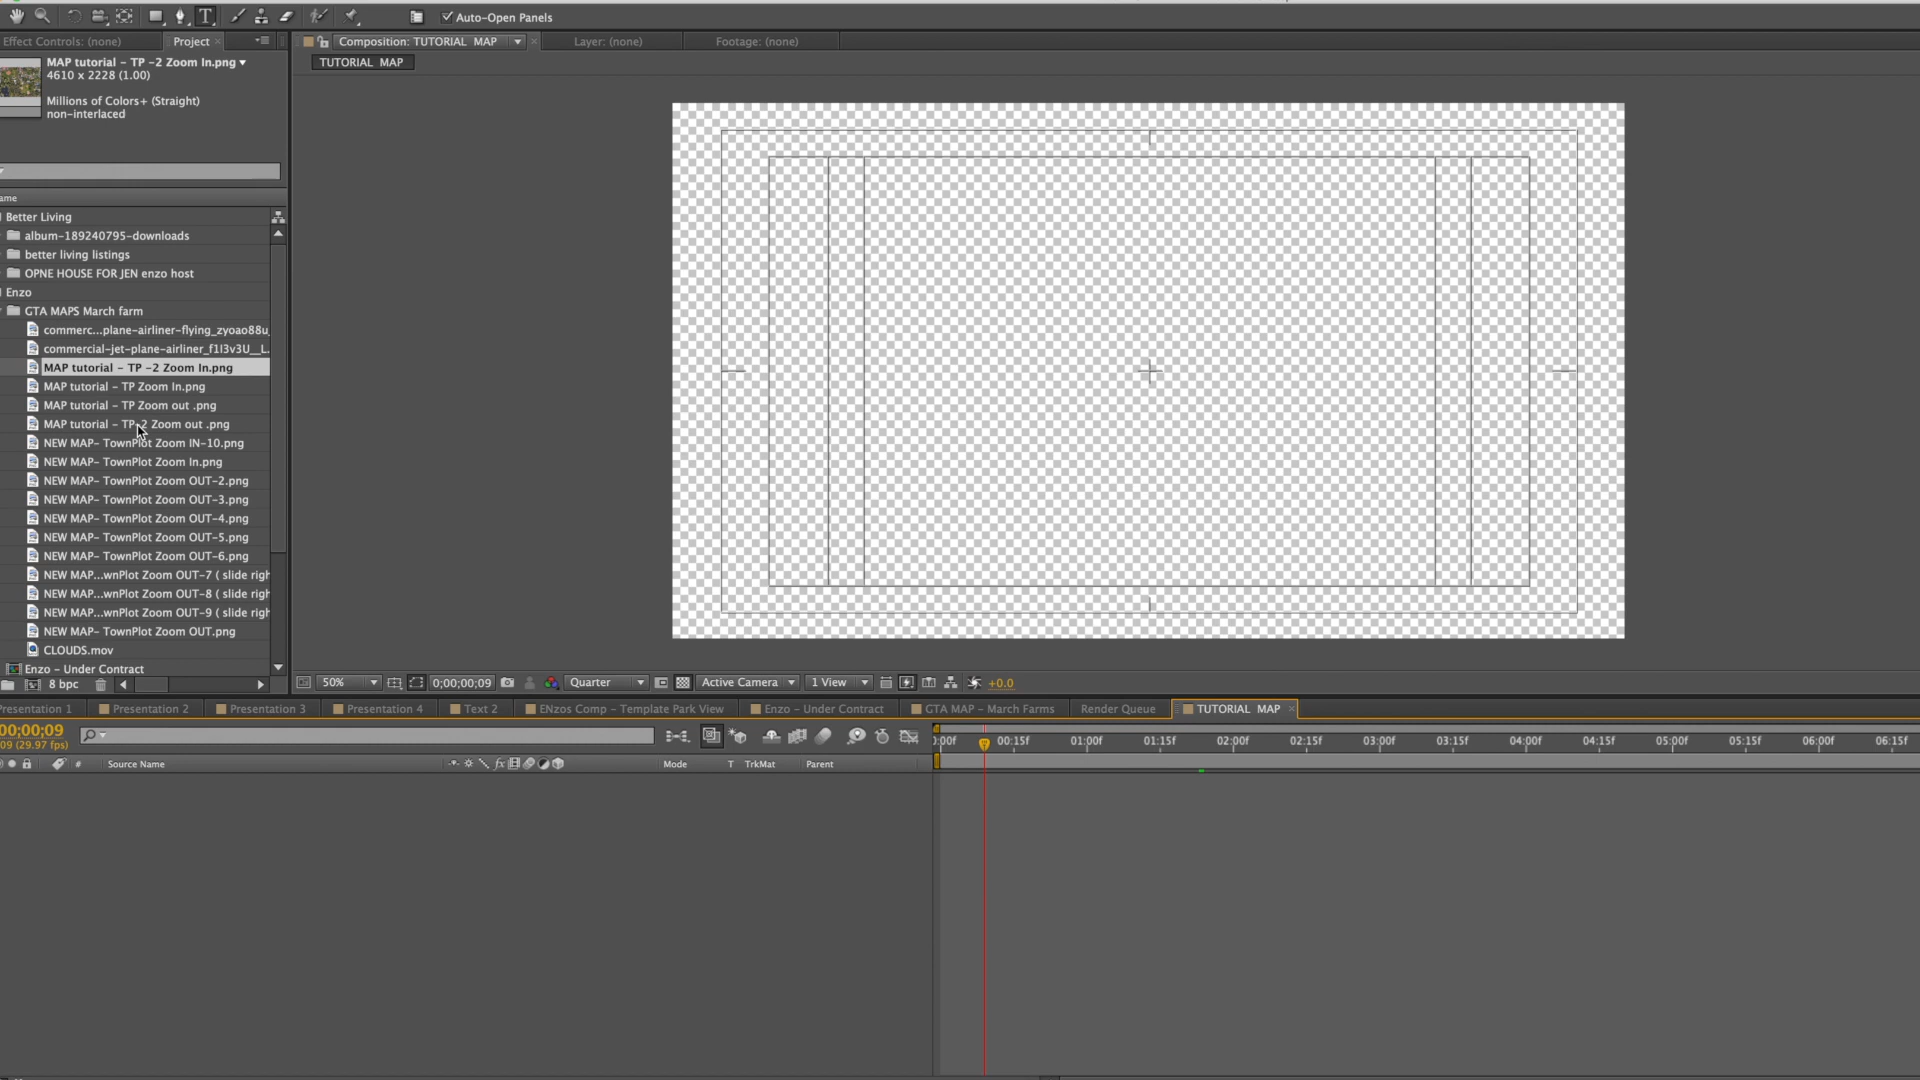 Auto-Open Panels
Effect Controls: (none)
Project
Composition: TUTORIAL MAP
Layer: (none)
Footage: (none)
MAP tutorial - TP -2 Zoom In.png
4610 x 2228 (1.00)
Millions of Colors+ (Straight)
non-interlaced
TUTORIAL MAP
ame
Better Living
album-189240795-downloads
better living listings
OPNE HOUSE FOR JEN enzo host
Enzo
GTA MAPS March farm
commerc...plane-airliner-flying_zyoao88u_
commercial-jet-plane-airliner_f1l3v3U__L.
MAP tutorial - TP -2 Zoom In.png
MAP tutorial - TP Zoom In.png
MAP tutorial - TP Zoom out .png
MAP tutorial - TP-2 Zoom out .png
NEW MAP- TownPlot Zoom IN-10.png
NEW MAP- TownPlot Zoom In.png
NEW MAP- TownPlot Zoom OUT-2.png
NEW MAP- TownPlot Zoom OUT-3.png
NEW MAP- TownPlot Zoom OUT-4.png
NEW MAP- TownPlot Zoom OUT-5.png
NEW MAP- TownPlot Zoom OUT-6.png
NEW MAP...wnPlot Zoom OUT-7 ( slide righ
NEW MAP...wnPlot Zoom OUT-8 ( slide righ
NEW MAP...wnPlot Zoom OUT-9 ( slide righ
NEW MAP- TownPlot Zoom OUT.png
CLOUDS.mov
Enzo - Under Contract
8 bpc
50%
0;00;00;09
Quarter
Active Camera
1 View
+0.0
Presentation 1
Presentation 2
Presentation 3
Presentation 4
Text 2
ENzos Comp - Template Park View
Enzo - Under Contract
GTA MAP - March Farms
Render Queue
TUTORIAL MAP
00;00;09
09 (29.97 fps)
:00f
00:15f
01:00f
01:15f
02:00f
02:15f
03:00f
03:15f
04:00f
04:15f
05:00f
05:15f
06:00f
06:15f
#
Source Name
fx
Mode
T
TrkMat
Parent